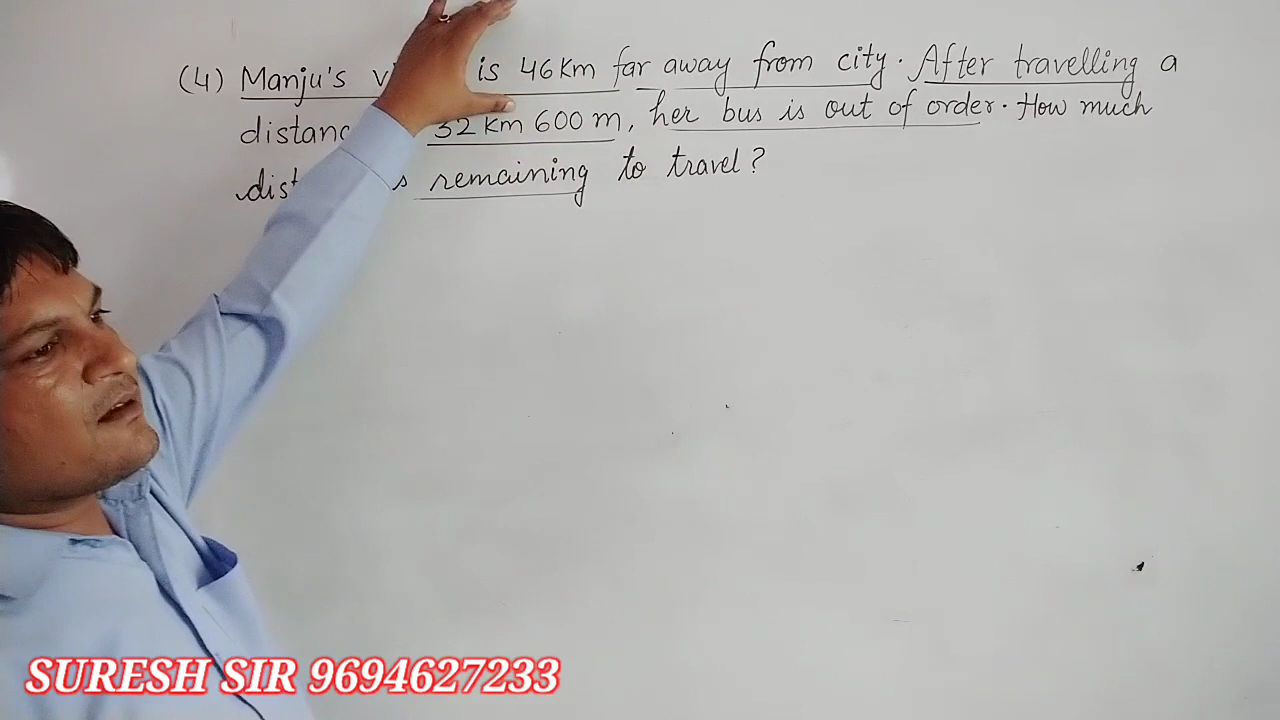 (4) Manju's is 46 Km far away from city. After travelling a
32 Km 600 m, her bus is out of order. How much
remaining to travel?
SURESH SIR 9694627233